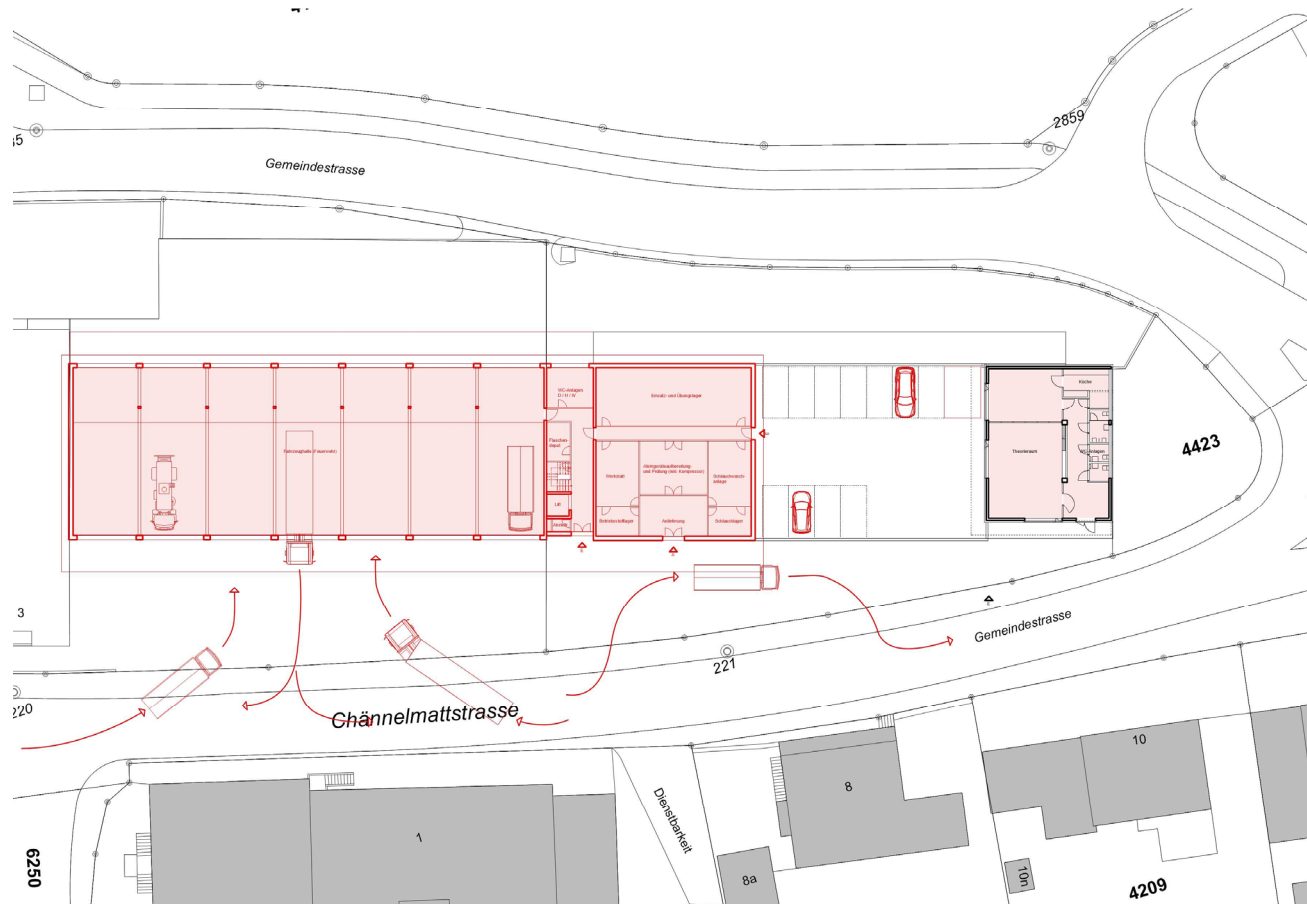 2859
35
Gemeindestrasse
WC-Anlagen
D / H / IV
Einsatz- und Übungslager
Küche
4423
Flaschen-
depot
Fahrzeughalle (Feuerwehr)
Theorieraum
WC-Anlagen
Werkstatt
Atemgerätsaufbereitung-
und Prüfung (inkl. Kompressor)
Schlauchwasch-
anlage
Lift
Betriebsstofflager
Anlieferung
Schlauchlager
3
Gemeindestrasse
221
220
Chännelmattstrasse
10
8
Dienstbarkeit
1
6250
8a
10n
4209